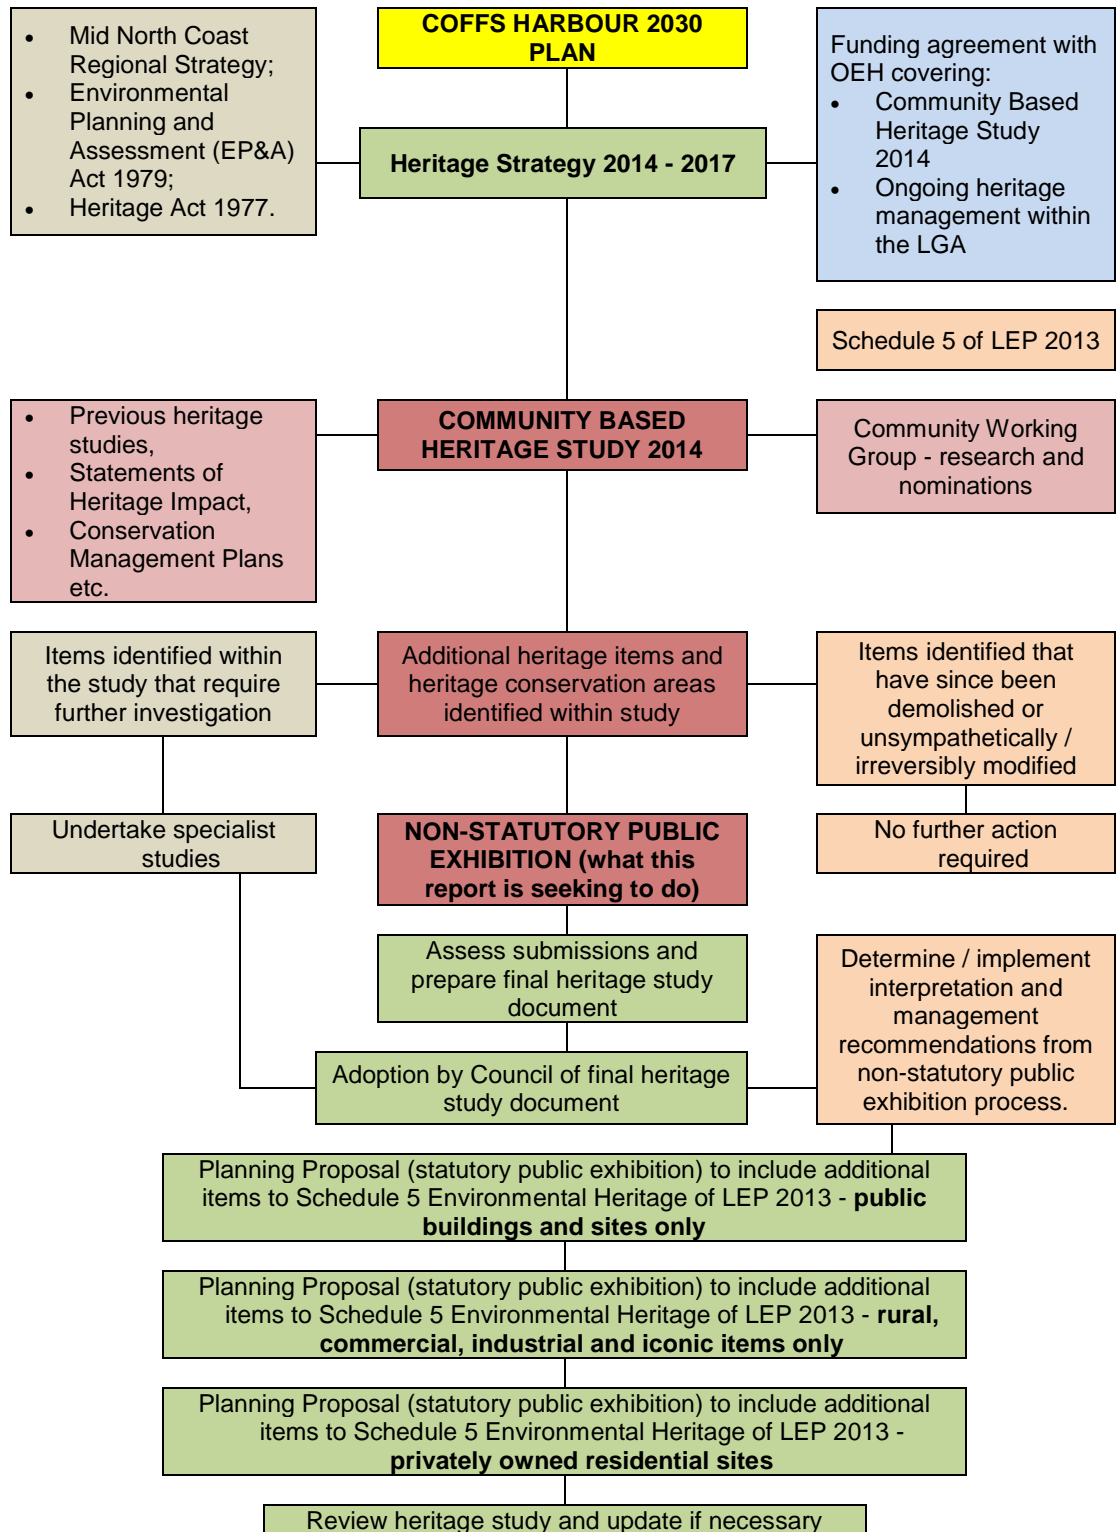 • Mid North Coast
Regional Strategy;
• Environmental
Planning and
Assessment (EP&A)
Act 1979;
• Heritage Act 1977.
COFFS HARBOUR 2030
PLAN
Heritage Strategy 2014 - 2017
Funding agreement with
OEH covering:
• Community Based
Heritage Study
2014
• Ongoing heritage
management within
the LGA
Schedule 5 of LEP 2013
• Previous heritage
studies,
• Statements of
Heritage Impact,
• Conservation
Management Plans
etc.
COMMUNITY BASED
HERITAGE STUDY 2014
Community Working
Group - research and
nominations
Items identified within
the study that require
further investigation
Additional heritage items and
heritage conservation areas
identified within study
Items identified that
have since been
demolished or
unsympathetically /
irreversibly modified
Undertake specialist
studies
NON-STATUTORY PUBLIC
EXHIBITION (what this
report is seeking to do)
No further action
required
Assess submissions and
prepare final heritage study
document
Determine / implement
interpretation and
management
recommendations from
non-statutory public
exhibition process.
Adoption by Council of final heritage
study document
Planning Proposal (statutory public exhibition) to include additional
items to Schedule 5 Environmental Heritage of LEP 2013 - public
buildings and sites only
Planning Proposal (statutory public exhibition) to include additional
items to Schedule 5 Environmental Heritage of LEP 2013 - rural,
commercial, industrial and iconic items only
Planning Proposal (statutory public exhibition) to include additional
items to Schedule 5 Environmental Heritage of LEP 2013 -
privately owned residential sites
Review heritage study and update if necessary